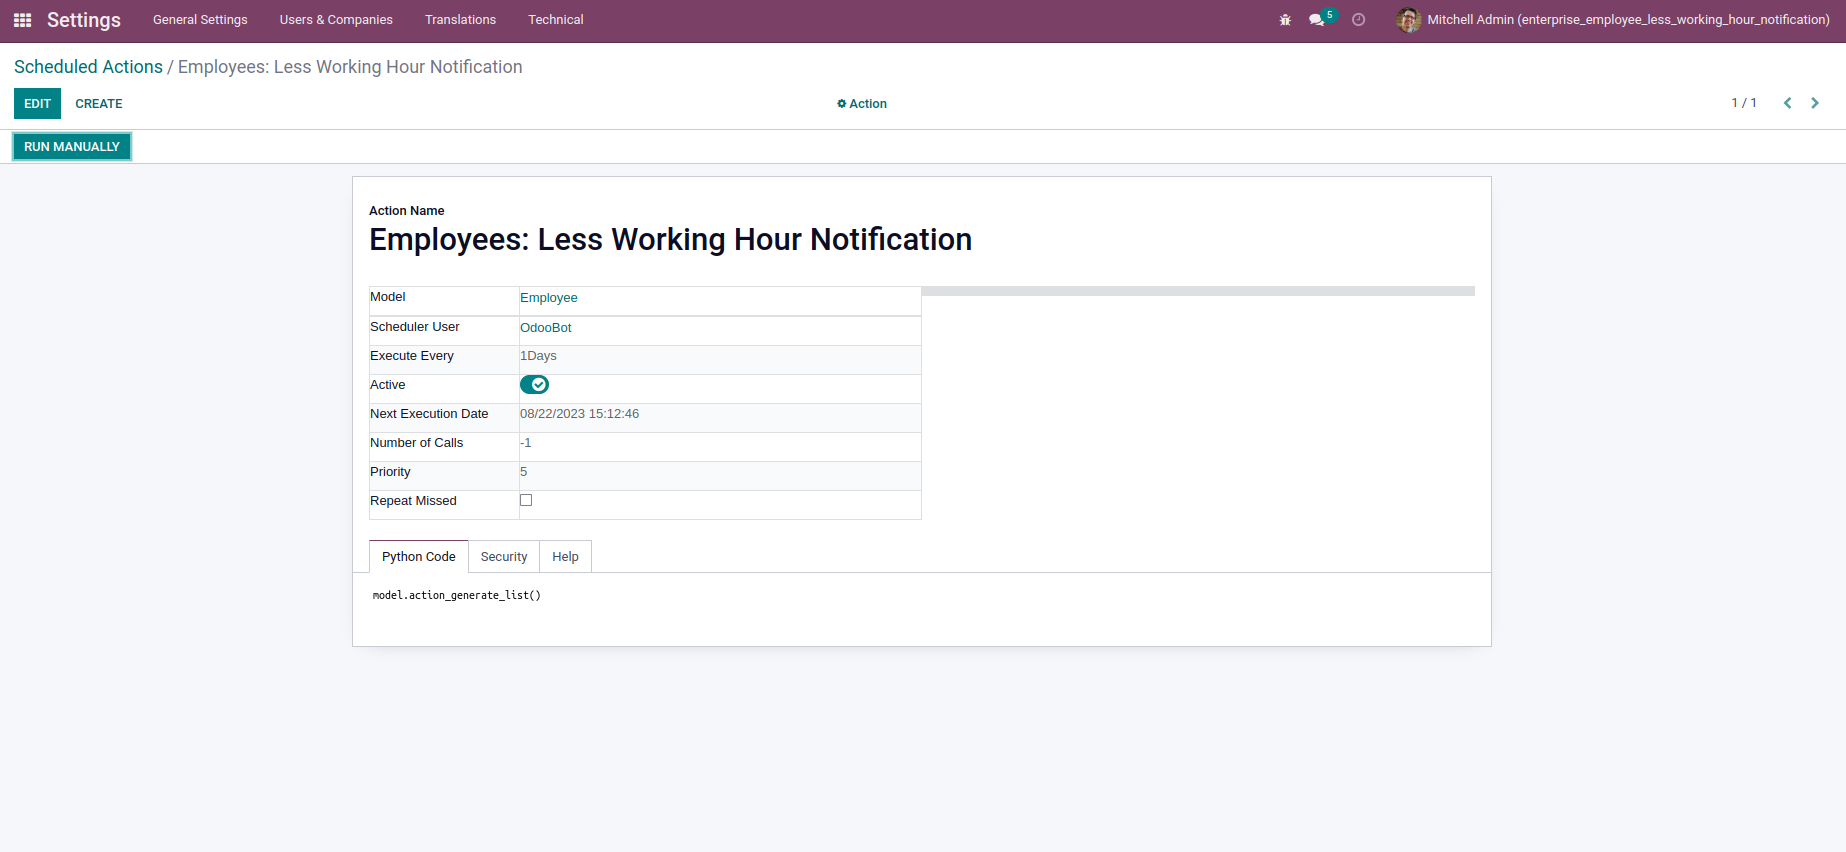 Settings General Settings Users & Companies Translations Technical 5 Mitchell Admin (enterprise_employee_less_working_hour_notification)
Scheduled Actions / Employees: Less Working Hour Notification
EDIT CREATE Action 1 / 1
RUN MANUALLY
Action Name
Employees: Less Working Hour Notification
Model Employee
Scheduler User OdooBot
Execute Every 1Days
Active
Next Execution Date 08/22/2023 15:12:46
Number of Calls -1
Priority 5
Repeat Missed
Python Code Security Help
model.action_generate_list()